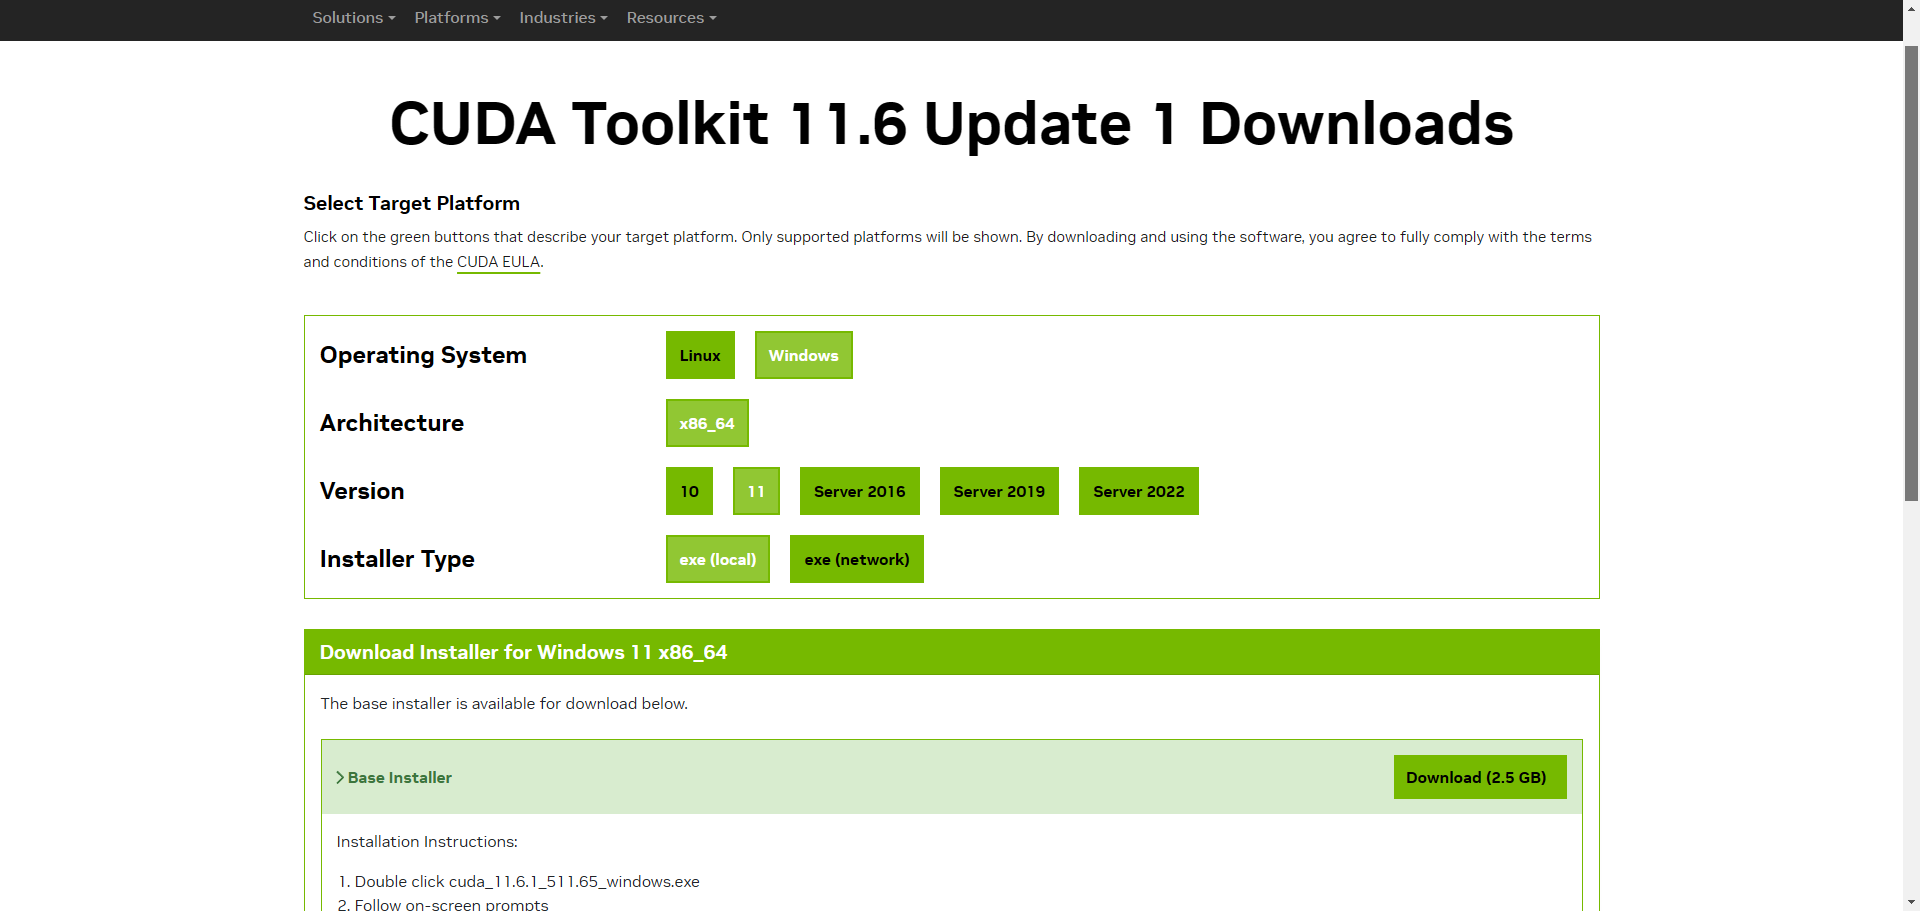 Solutions Platforms Industries Resources
CUDA Toolkit 11.6 Update 1 Downloads
Select Target Platform
Click on the green buttons that describe your target platform. Only supported platforms will be shown. By downloading and using the software, you agree to fully comply with the terms
and conditions of the CUDA EULA.
Operating System Linux Windows
Architecture x86_64
Version 10 11 Server 2016 Server 2019 Server 2022
Installer Type exe (local) exe (network)
Download Installer for Windows 11 x86_64
The base installer is available for download below.
Base Installer Download (2.5 GB)
Installation Instructions:
1. Double click cuda_11.6.1_511.65_windows.exe
2. Follow on-screen prompts